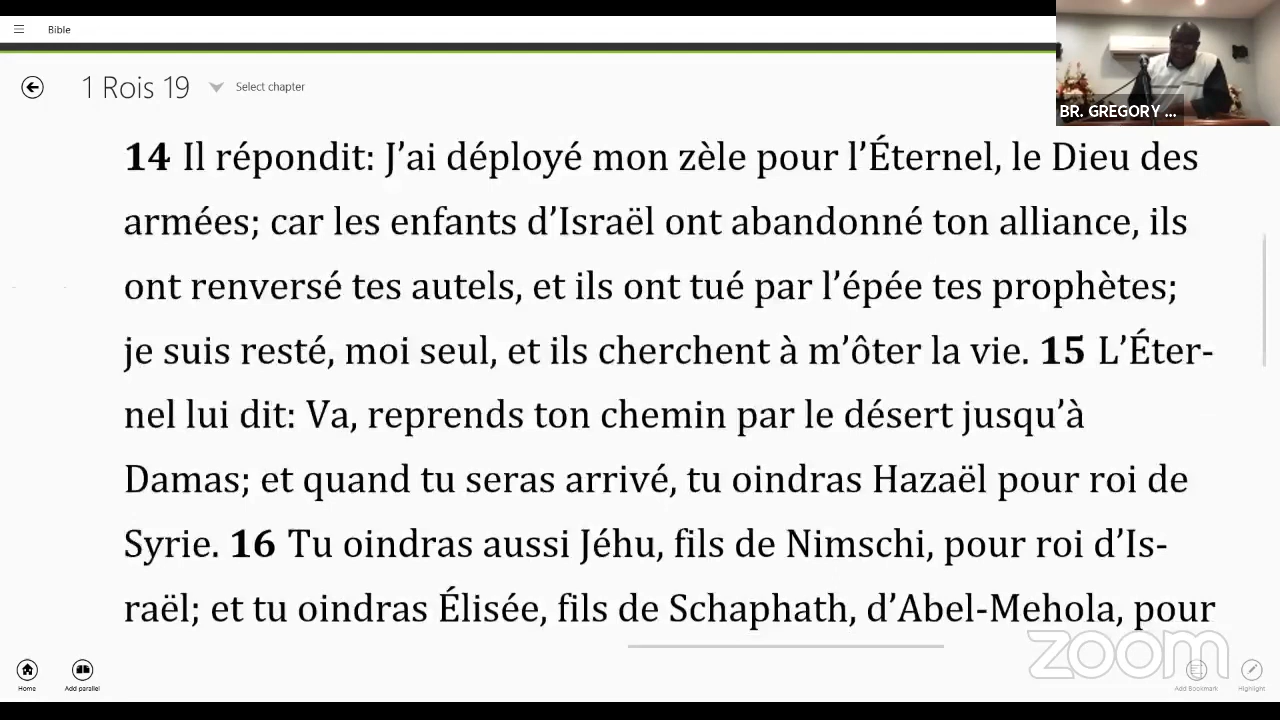 Bible
1 Rois 19
Select chapter
BR. GREGORY ...
14 Il répondit: J’ai déployé mon zèle pour l’Éternel, le Dieu des
armées; car les enfants d’Israël ont abandonné ton alliance, ils
ont renversé tes autels, et ils ont tué par l’épée tes prophètes;
je suis resté, moi seul, et ils cherchent à m’ôter la vie. 15 L’Éter-
nel lui dit: Va, reprends ton chemin par le désert jusqu’à
Damas; et quand tu seras arrivé, tu oindras Hazaël pour roi de
Syrie. 16 Tu oindras aussi Jéhu, fils de Nimschi, pour roi d’Is-
raël; et tu oindras Élisée, fils de Schaphath, d’Abel-Mehola, pour
zoom
Home
Add parallel
Add Bookmark
Highlight